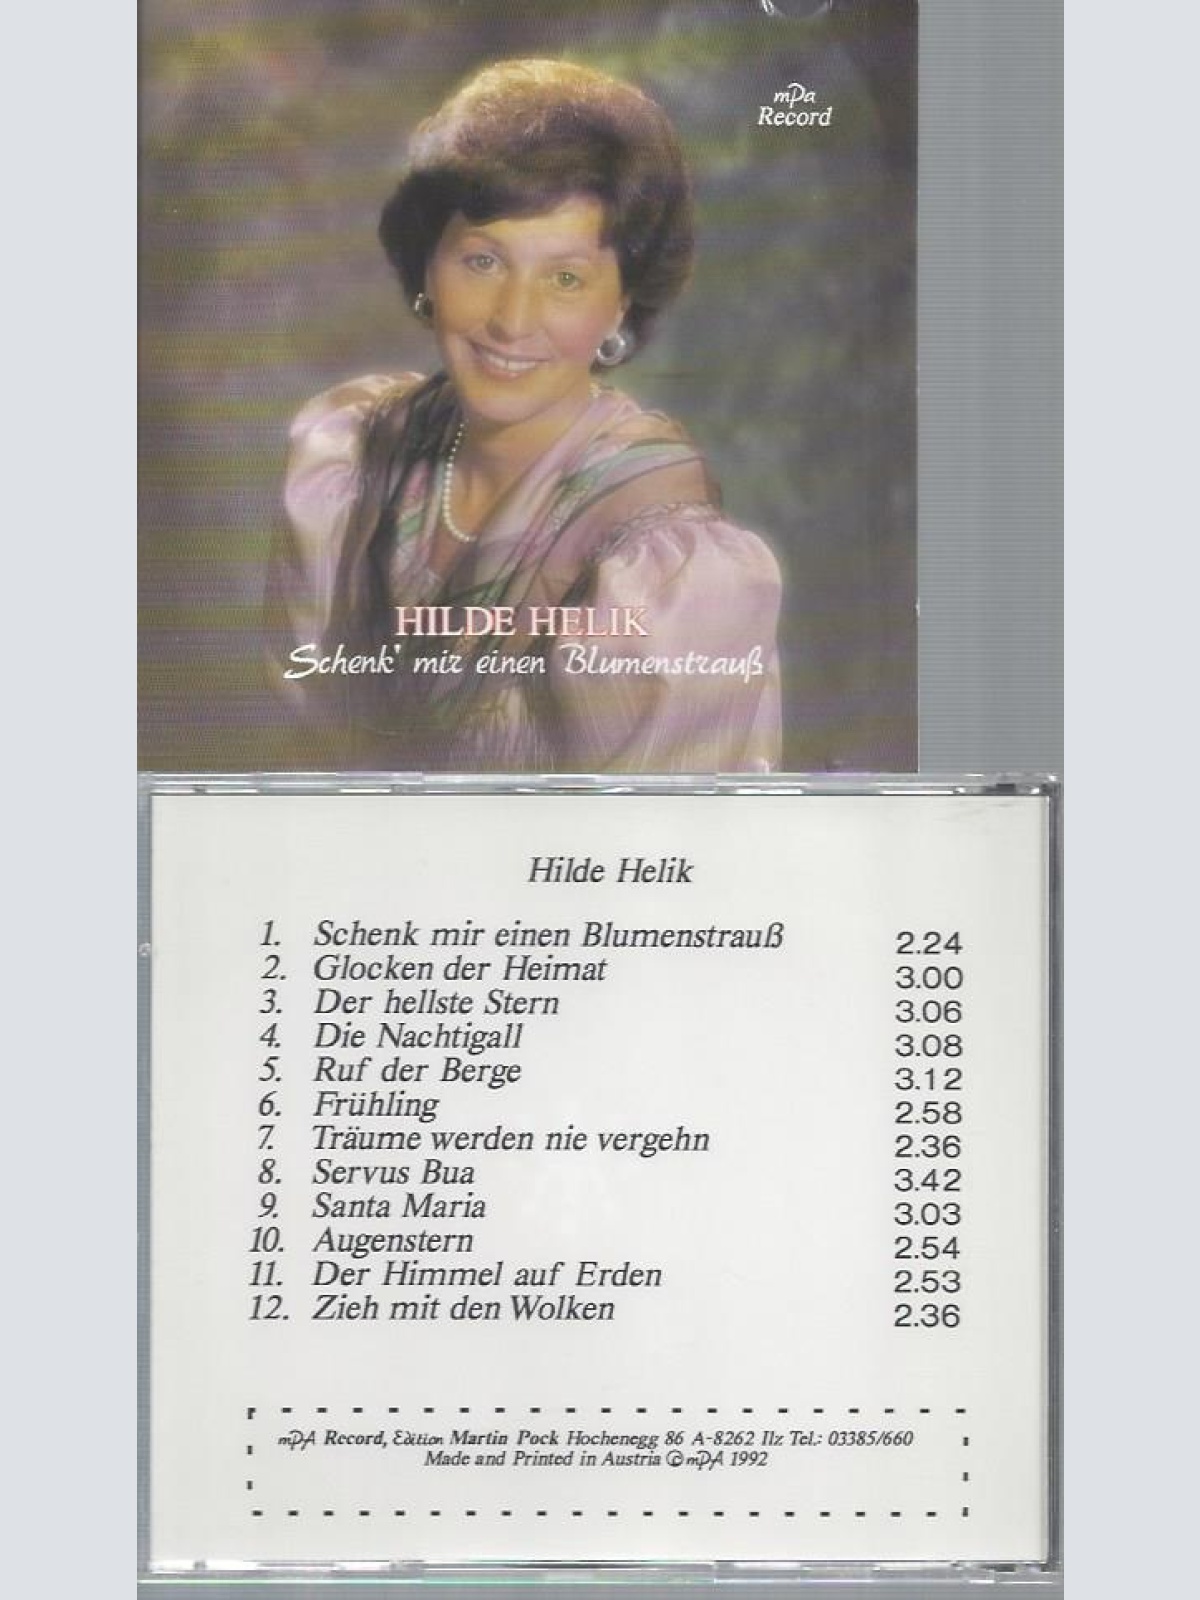 mPa
Record
HILDE HELIK
Schenk' mir einen Blumenstrauß
Hilde Helik
1. Schenk mir einen Blumenstrauß 2.24
2. Glocken der Heimat 3.00
3. Der hellste Stern 3.06
4. Die Nachtigall 3.08
5. Ruf der Berge 3.12
6. Frühling 2.58
7. Träume werden nie vergehn 2.36
8. Servus Bua 3.42
9. Santa Maria 3.03
10. Augenstern 2.54
11. Der Himmel auf Erden 2.53
12. Zieh mit den Wolken 2.36
mPA Record, Edition Martin Pock Hochenegg 86 A-8262 Ilz Tel.: 03385/660
Made and Printed in Austria ℗© mPA 1992